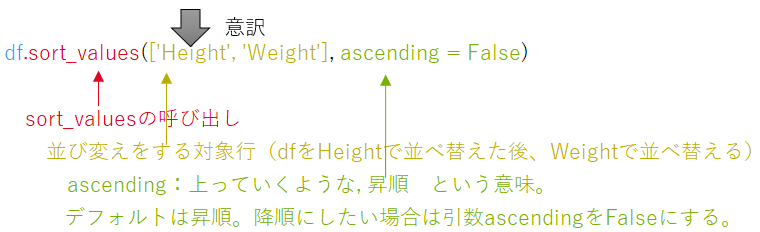 意訳
df.sort_values(['Height', 'Weight'], ascending = False)
sort_valuesの呼び出し
並び変えをする対象行（dfをHeightで並べ替えた後、Weightで並べ替える）
ascending：上っていくような, 昇順　という意味。
デフォルトは昇順。降順にしたい場合は引数ascendingをFalseにする。